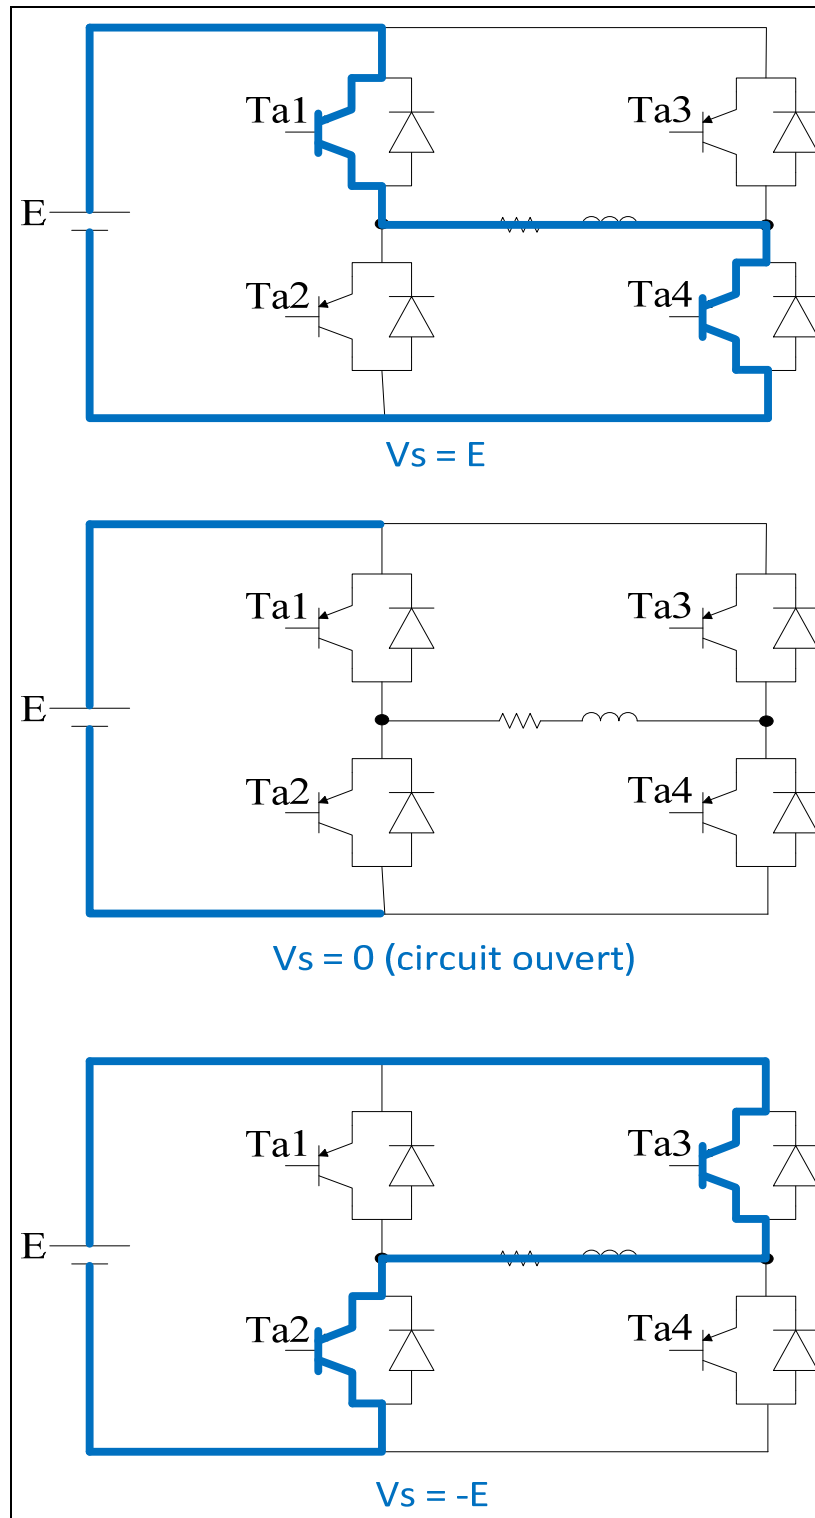 Ta1 Ta3
E
Ta2 Ta4
Vs = E
Ta1 Ta3
E
Ta2 Ta4
Vs = 0 (circuit ouvert)
Ta1 Ta3
E
Ta2 Ta4
Vs = -E